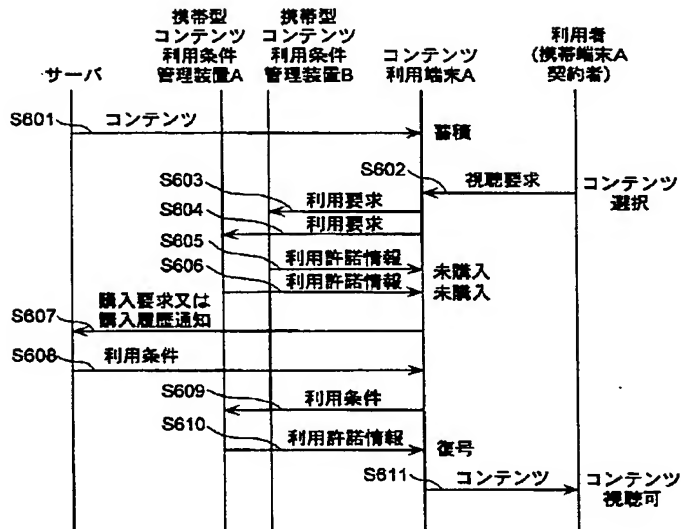 サーバ
携帯型
コンテンツ
利用条件
管理装置A
携帯型
コンテンツ
利用条件
管理装置B
コンテンツ
利用端末A
利用者
(携帯端末A
契約者)
S601
コンテンツ
蓄積
S602
視聴要求
コンテンツ
選択
S603
利用要求
S604
利用要求
S605
利用許諾情報
未購入
S606
利用許諾情報
未購入
S607
購入要求又は
購入履歴通知
S608
利用条件
S609
利用条件
S610
利用許諾情報
復号
S611
コンテンツ
コンテンツ
視聴可